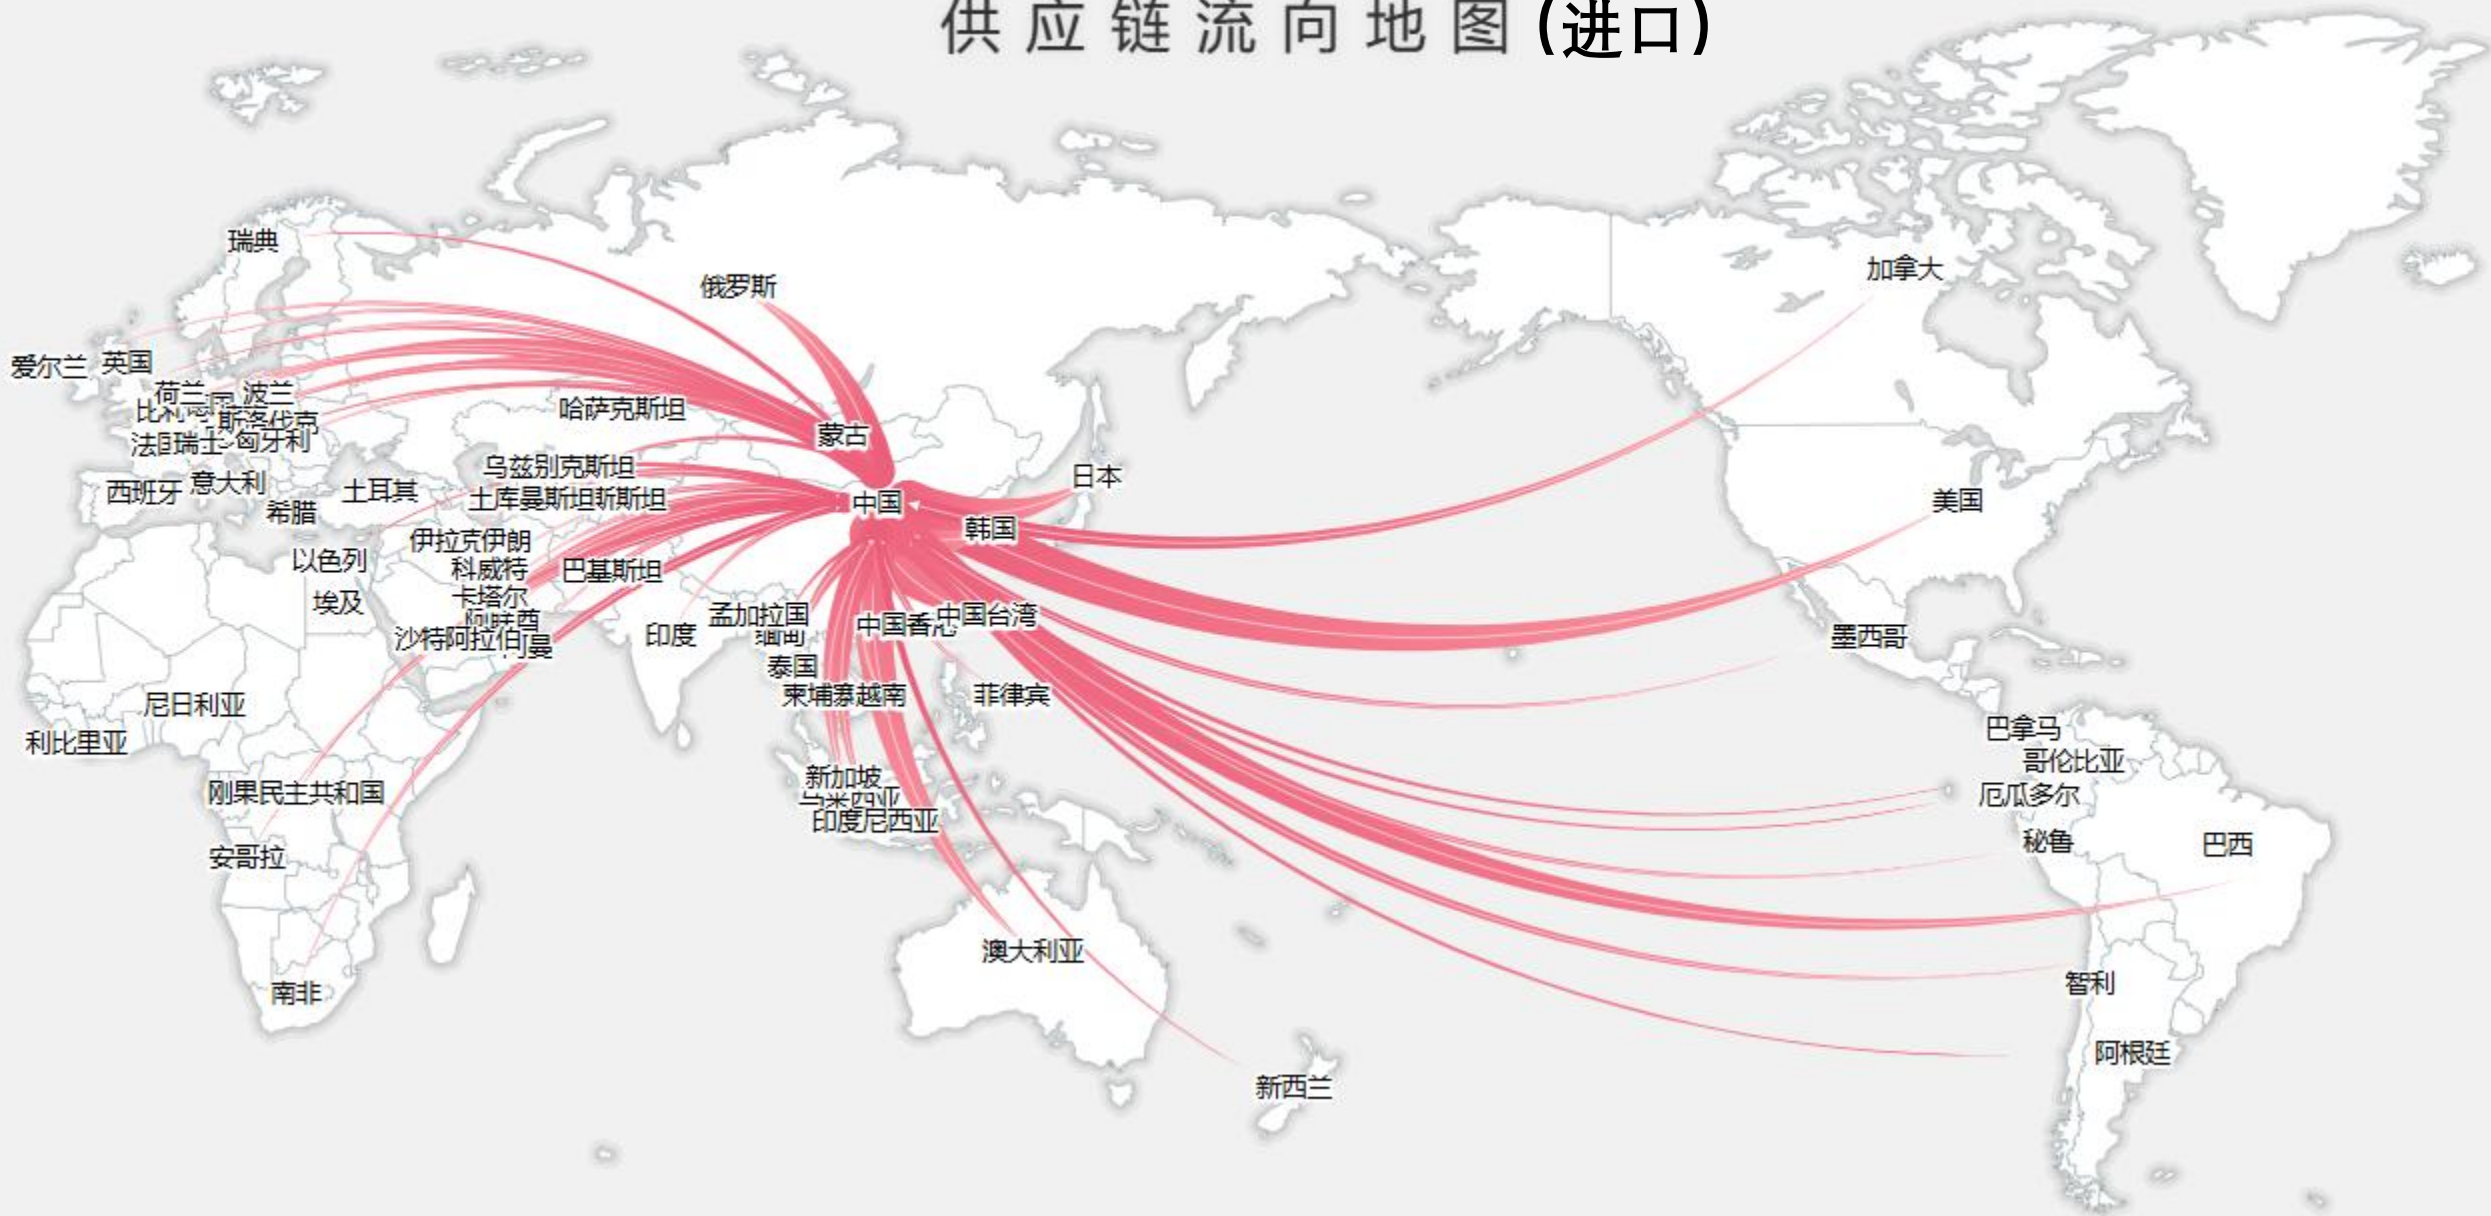 供应链流向地图(进口)
瑞典
俄罗斯
加拿大
爱尔兰
英国
荷兰
波兰
哈萨克斯坦
斯洛伐克
蒙古
瑞士
匈牙利
乌兹别克斯坦
日本
西班牙
意大利
土耳其
土库曼斯坦
中国
美国
希腊
韩国
伊拉克
伊朗
以色列
科威特
巴基斯坦
卡塔尔
埃及
孟加拉国
中国台湾
中国香港
沙特阿拉伯
印度
缅甸
墨西哥
泰国
柬埔寨
越南
菲律宾
尼日利亚
利比里亚
巴拿马
哥伦比亚
新加坡
刚果民主共和国
厄瓜多尔
印度尼西亚
秘鲁
巴西
安哥拉
澳大利亚
智利
南非
阿根廷
新西兰